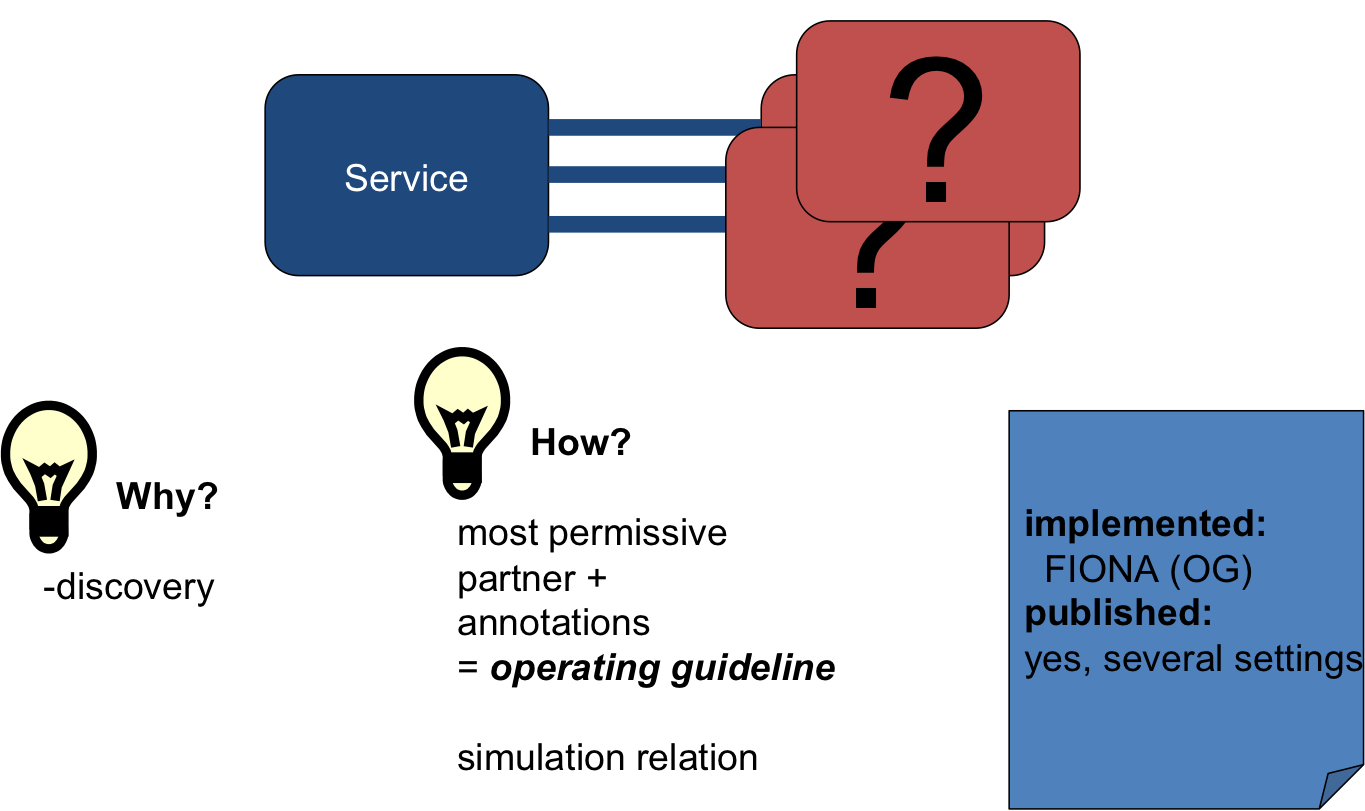 Service
?
?
Why?
-discovery
How?
most permissive
partner +
annotations
= operating guideline
simulation relation
implemented:
FIONA (OG)
published:
yes, several settings